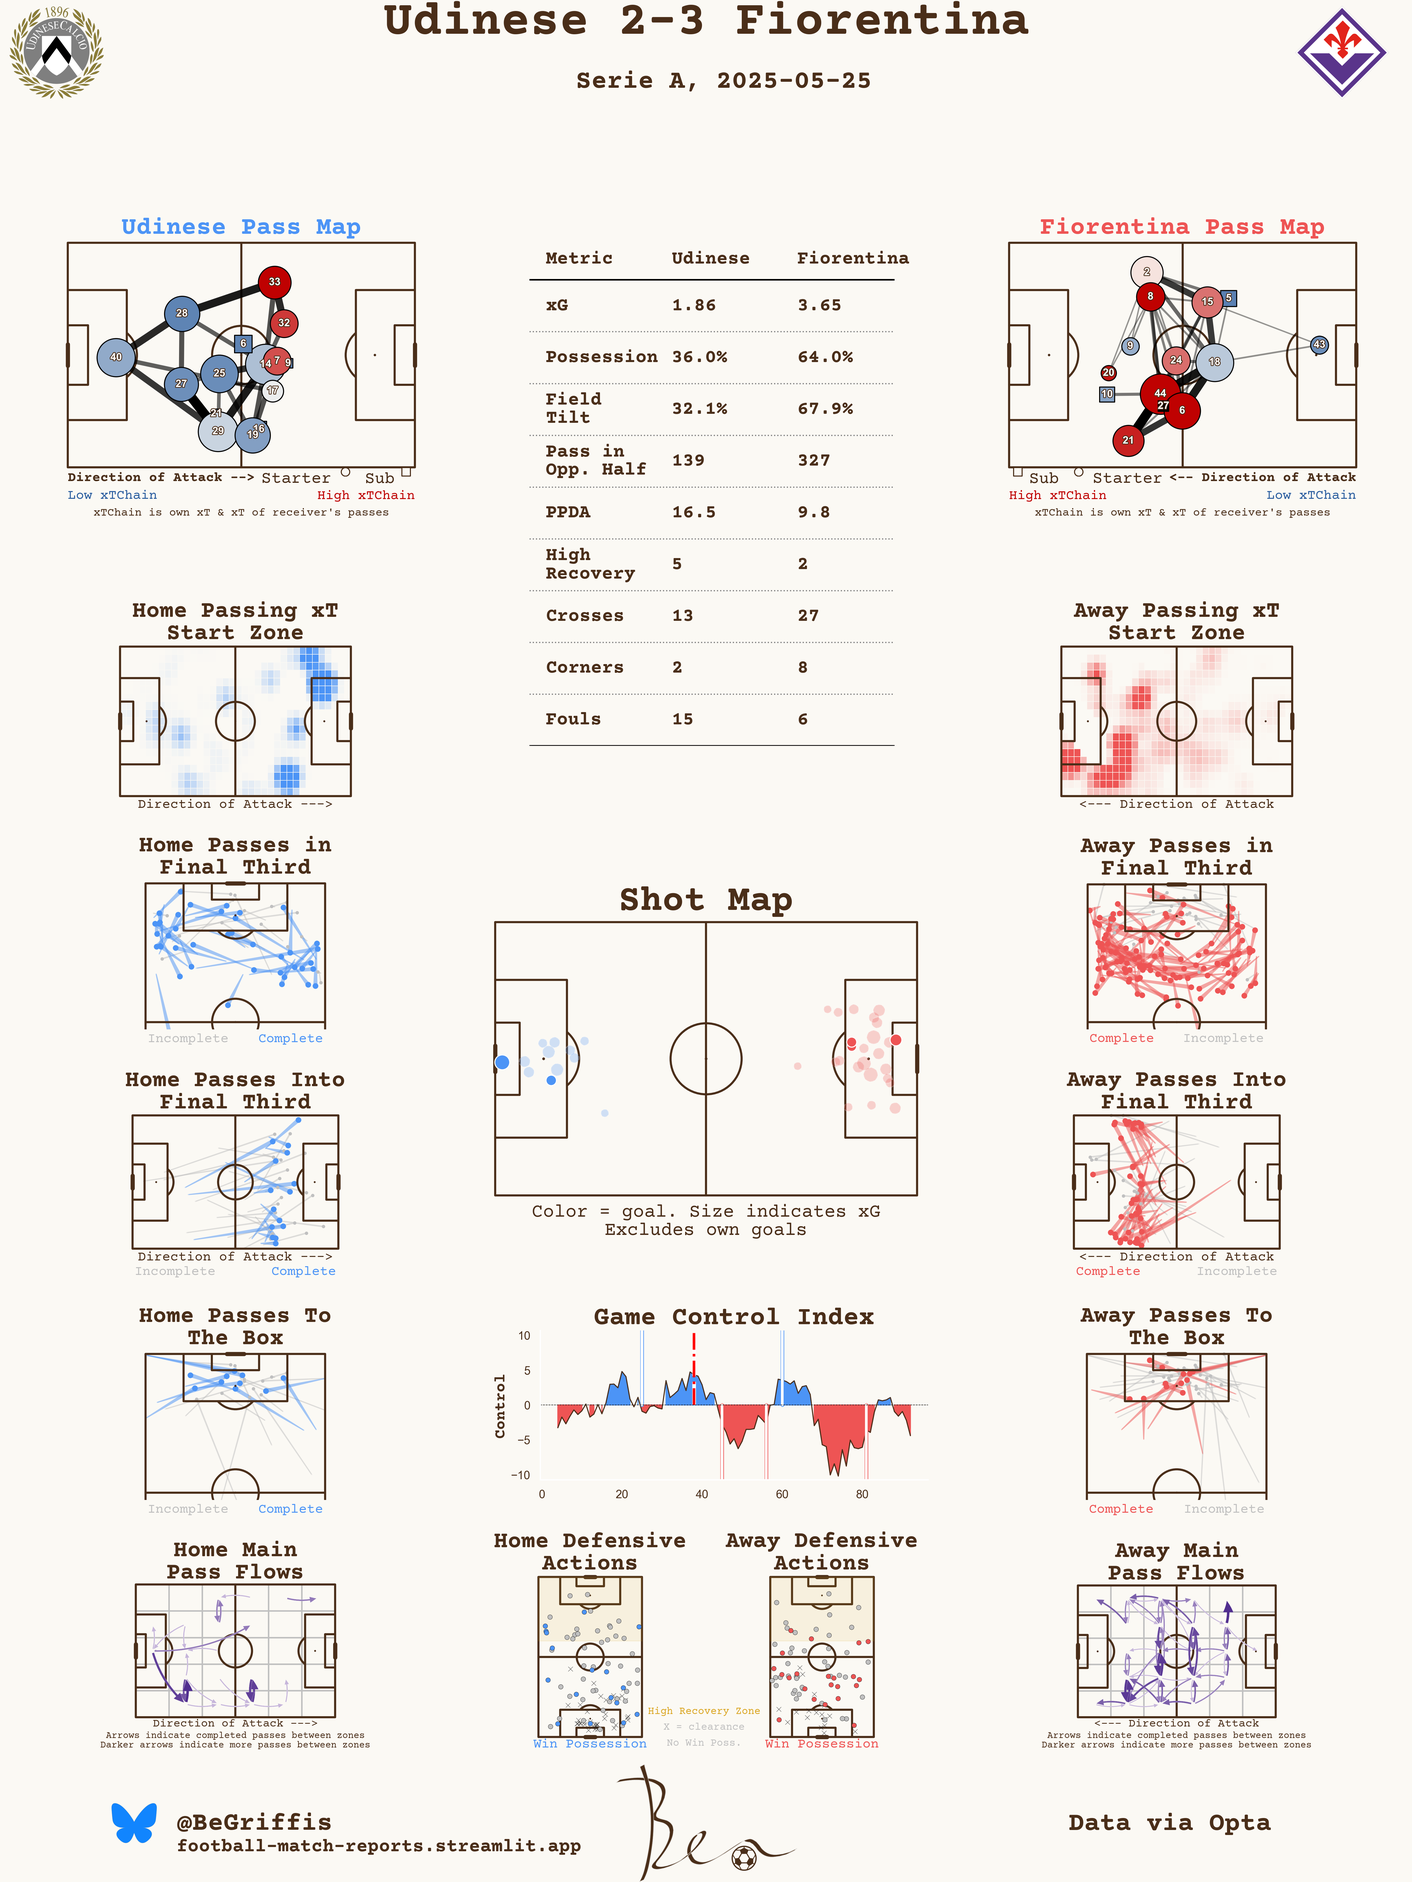 Udinese 2-3 Fiorentina
Serie A, 2025-05-25
1896
UDINESE CALCIO
Udinese Pass Map
33
28
32
6
40
14
7
9
25
27
17
21
29
16
19
Direction of Attack --> Starter Sub
Low xTChain High xTChain
xTChain is own xT & xT of receiver's passes
Metric Udinese Fiorentina
xG 1.86 3.65
Possession 36.0% 64.0%
Field
Tilt 32.1% 67.9%
Pass in
Opp. Half 139 327
PPDA 16.5 9.8
High
Recovery 5 2
Crosses 13 27
Corners 2 8
Fouls 15 6
Fiorentina Pass Map
2
8
15
5
9
43
24
18
20
10
44
27
6
21
Sub Starter <-- Direction of Attack
High xTChain Low xTChain
xTChain is own xT & xT of receiver's passes
Home Passing xT
Start Zone
Direction of Attack --->
Away Passing xT
Start Zone
<--- Direction of Attack
Home Passes in
Final Third
Incomplete Complete
Shot Map
Color = goal. Size indicates xG
Excludes own goals
Away Passes in
Final Third
Complete Incomplete
Home Passes Into
Final Third
Direction of Attack --->
Incomplete Complete
Away Passes Into
Final Third
<--- Direction of Attack
Complete Incomplete
Home Passes To
The Box
Incomplete Complete
Game Control Index
Control
10
5
0
−5
−10
0 20 40 60 80
Away Passes To
The Box
Complete Incomplete
Home Main
Pass Flows
Direction of Attack --->
Arrows indicate completed passes between zones
Darker arrows indicate more passes between zones
Home Defensive
Actions
Win Possession
Away Defensive
Actions
Win Possession
High Recovery Zone
X = clearance
No Win Poss.
Away Main
Pass Flows
<--- Direction of Attack
Arrows indicate completed passes between zones
Darker arrows indicate more passes between zones
@BeGriffis
football-match-reports.streamlit.app
Ben
Data via Opta